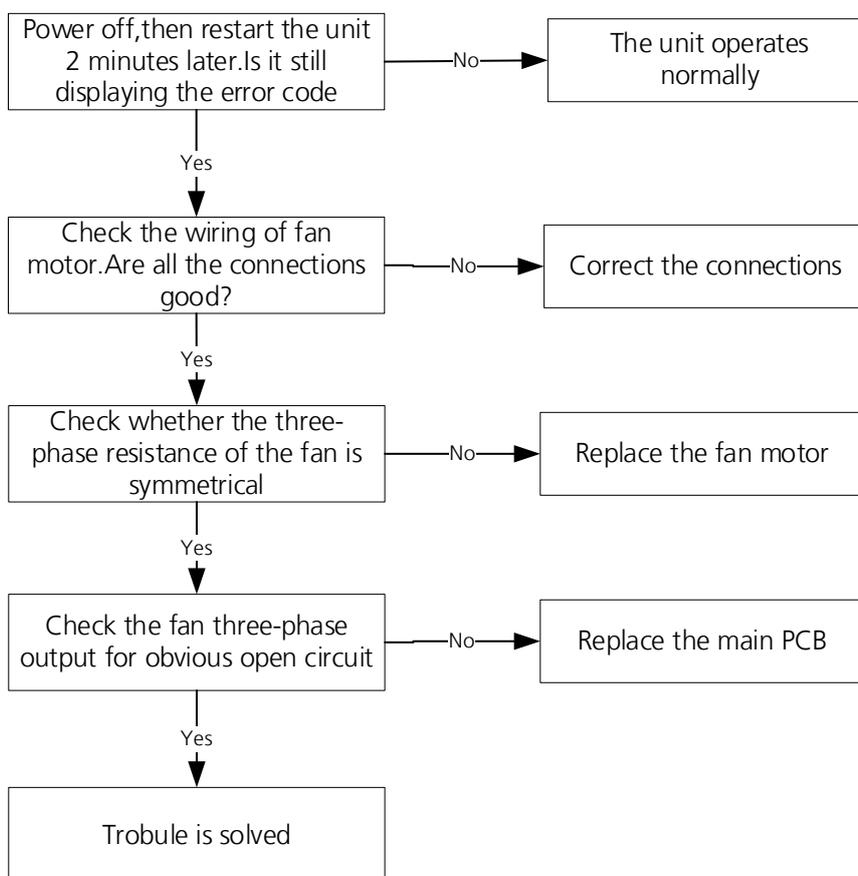 Power off,then restart the unit
2 minutes later.Is it still
displaying the error code
No
The unit operates
normally
Yes
Check the wiring of fan
motor.Are all the connections
good?
No
Correct the connections
Yes
Check whether the three-
phase resistance of the fan is
symmetrical
No
Replace the fan motor
Yes
Check the fan three-phase
output for obvious open circuit
No
Replace the main PCB
Yes
Trobule is solved